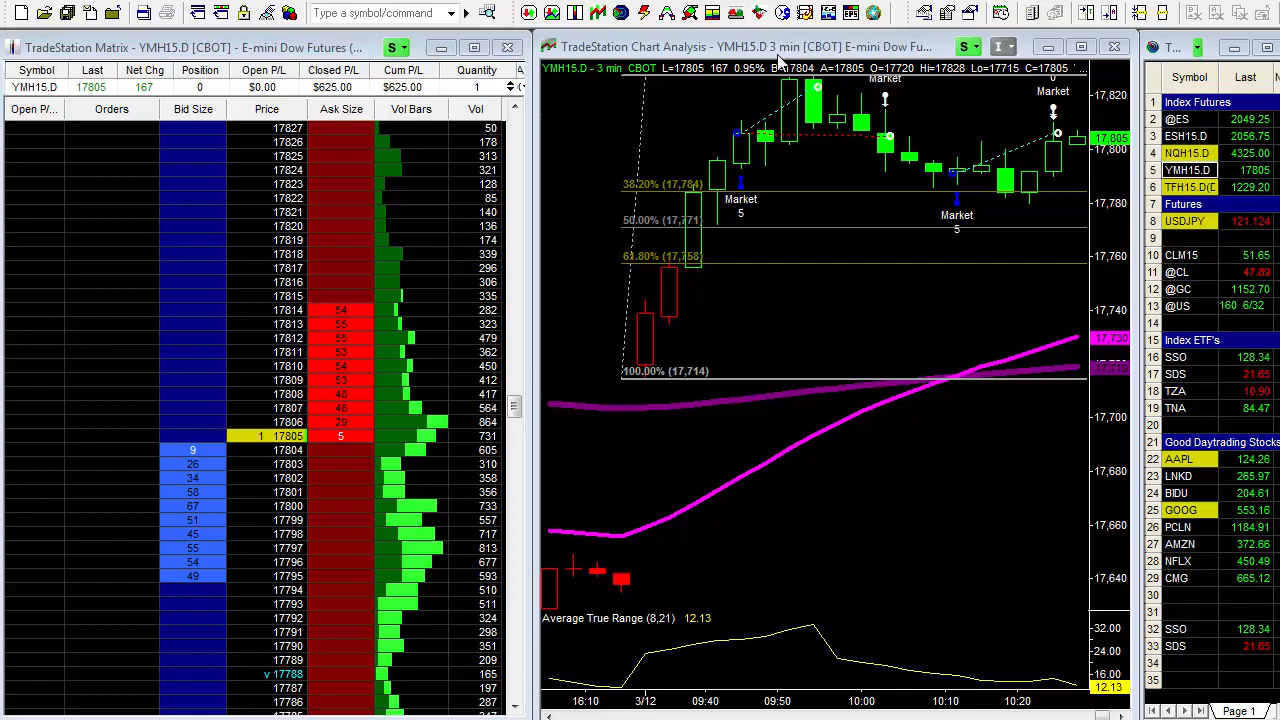 Type a symbol/command
EPS
TradeStation Matrix - YMH15.D [CBOT] - E-mini Dow Futures (...
S
Symbol Last Net Chg Position Open P/L Closed P/L Cum P/L Quantity
YMH15.D 17805 167 0 $0.00 $625.00 $625.00 1
Open P/... Orders Bid Size Price Ask Size Vol Bars Vol
17827 50
17826 178
17825 313
17824 321
17823 128
17822 84
17821 140
17820 136
17819 174
17818 339
17817 296
17816 306
17815 335
17814 54 282
17813 55 323
17812 55 479
17811 53 362
17810 54 450
17809 53 412
17808 48 417
17807 48 564
17806 29 864
1 17805 5 731
9 17804 605
26 17803 310
34 17802 358
58 17801 356
67 17800 733
51 17799 557
45 17798 717
55 17797 813
54 17796 677
49 17795 593
17794 510
17793 511
17792 324
17791 298
17790 351
17789 209
v 17788 165
17787 197
17786 287
TradeStation Chart Analysis - YMH15.D 3 min [CBOT] E-mini Dow Fu...
S
I
YMH15.D - 3 min CBOT L=17805 167 0.95% B=17804 A=17805 O=17720 Hi=17828 Lo=17715 C=17805 ...
Market
0
Market
38.20% (17,784)
Market
5
50.00% (17,771)
Market
5
61.80% (17,758)
100.00% (17,714)
17,820
17,805
17,800
17,780
17,760
17,740
17,730
17,700
17,680
17,660
17,640
Average True Range (8,21) 12.13
32.00
24.00
16.00
12.13
16:10 3/2 09:40 09:50 10:10 10:20
T...
Symbol Last
1 Index Futures
2 @ES 2049.25
3 ESH15.D
4 NQH15.D 4325.00
5 YMH15.D 17805
6 TFH15.D(D 1229.20
7 Futures
8 USDJPY 121.124
9
10 CLM15 51.65
11 @CL 47.89
12 @GC 1152.70
13 @US 160 6/32
14
15 Index ETFs
16 SSO 128.34
17 SDS 21.65
18 TZA 10.90
19 TNA 84.47
20
21 Good Daytrading Stocks
22 AAPL 124.26
23 LNKD 265.97
24 BIDU 204.61
25 GOOG 553.16
26 PCLN 1184.91
27 AMZN 372.66
28 NFLX 450.49
29 CMG 665.12
30
31
32 SSO 128.34
33 SDS 21.65
34
35
Page 1